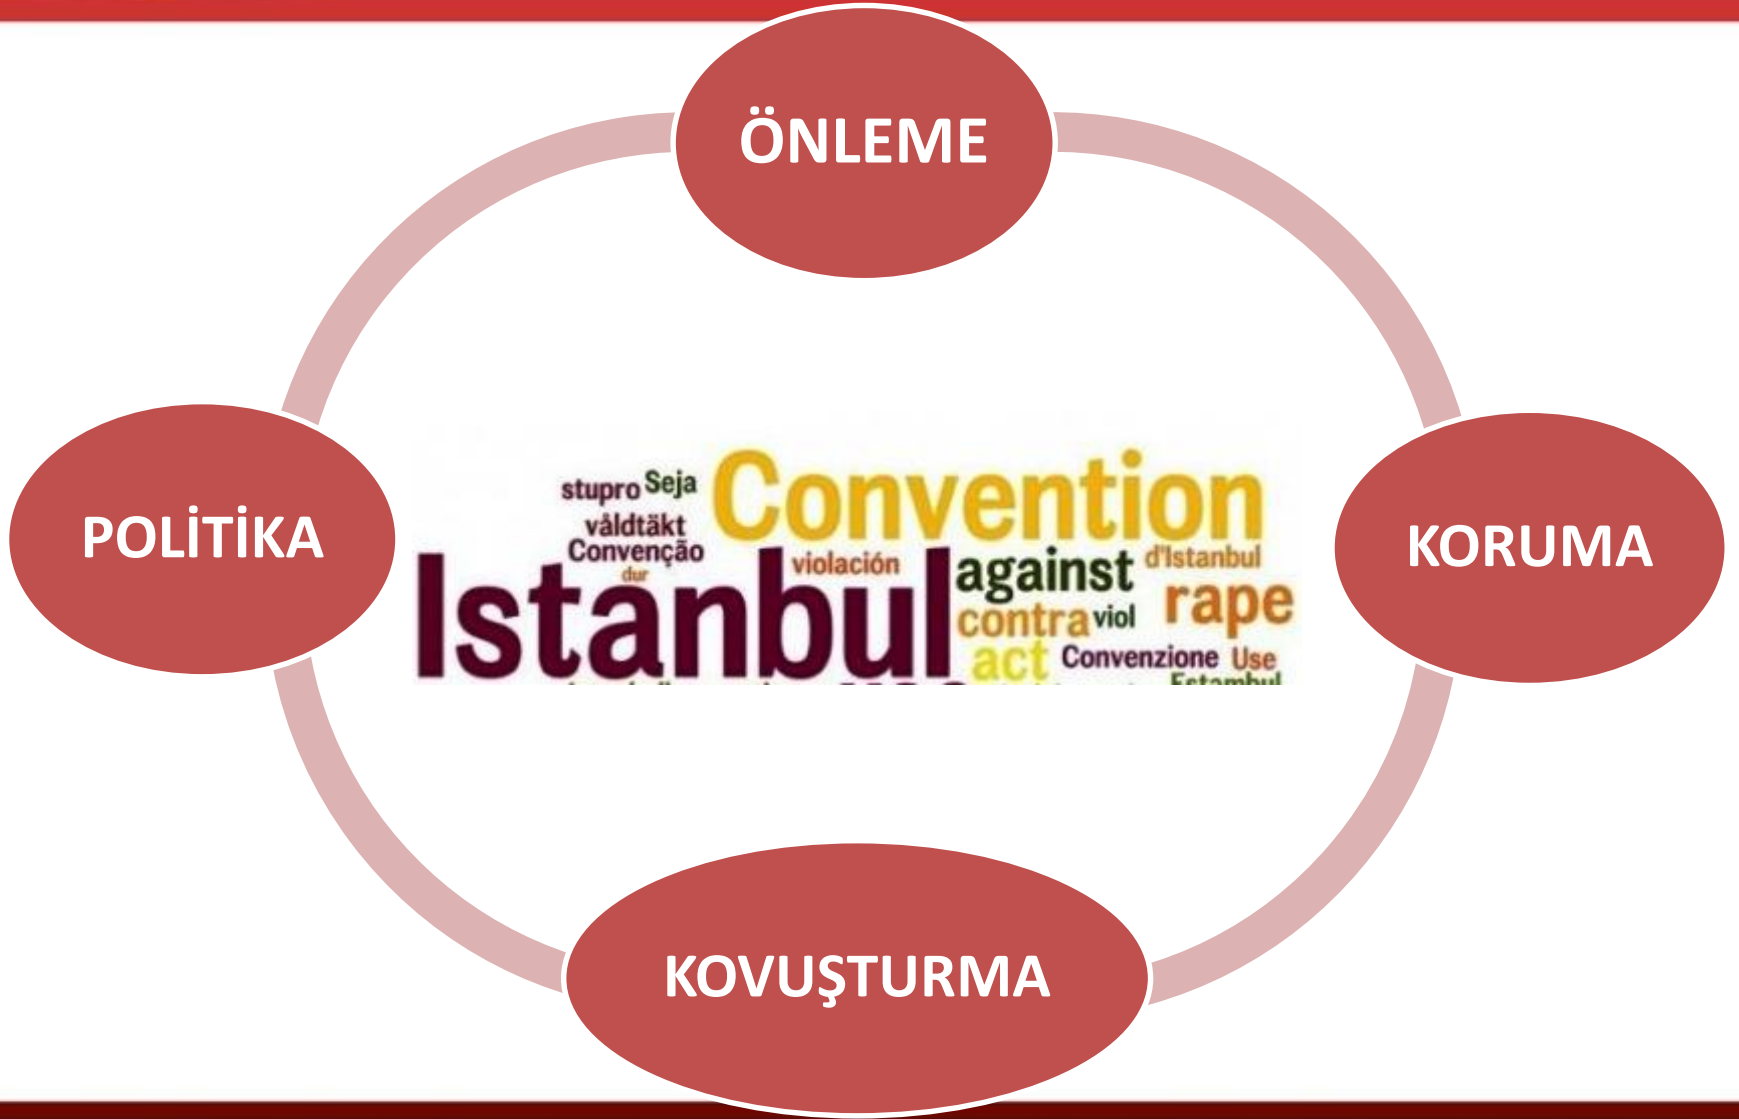 ÖNLEME
POLİTİKA
KORUMA
KOVUŞTURMA
stupro Seja Convention
våldtäkt
Convenção
dur
violación
Istanbul
against d'Istanbul
contra viol rape
act Convenzione Use